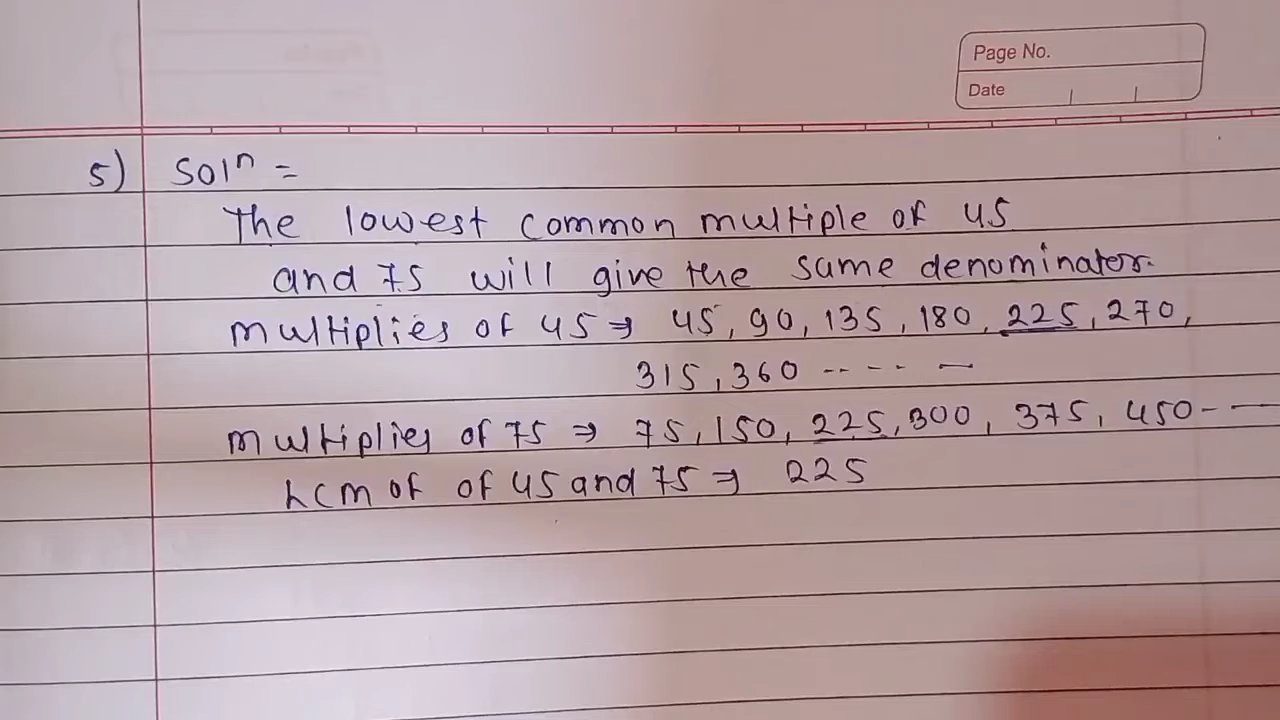 Page No.
Date
5) Solⁿ =
The lowest common multiple of 45
and 75 will give the same denominator.
multiplies of 45 ⇒ 45, 90, 135, 180, 225, 270,
315, 360 ----- —
multiplies of 75 ⇒ 75, 150, 225, 300, 375, 450 - —
LCM of of 45 and 75 ⇒ 225